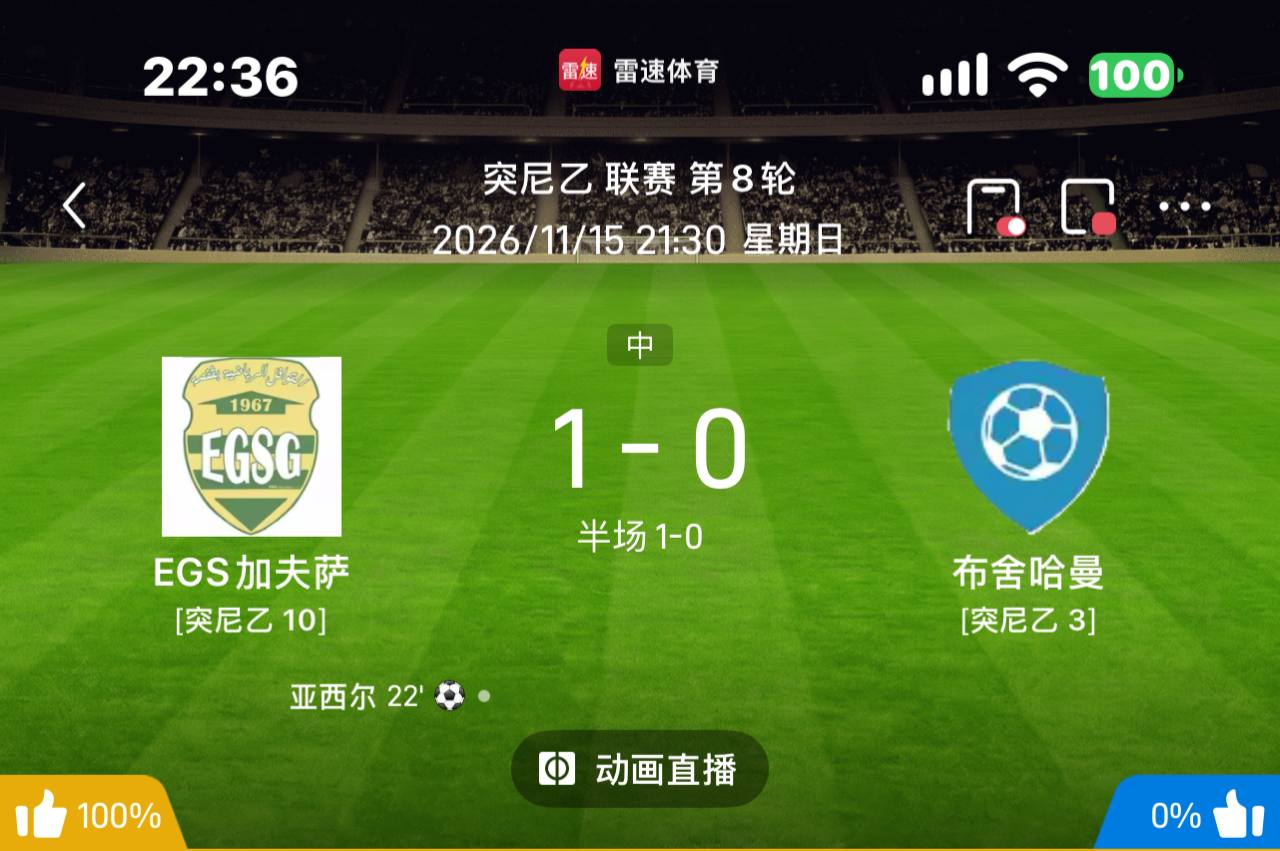 22:36
雷速 雷速体育
100
突尼乙 联赛 第8轮
2026/11/15 21:30 星期日
中
1967
EGSG
1 - 0
半场 1-0
EGS加夫萨
布舍哈曼
[突尼乙 10]
[突尼乙 3]
亚西尔 22'
动画直播
100%
0%